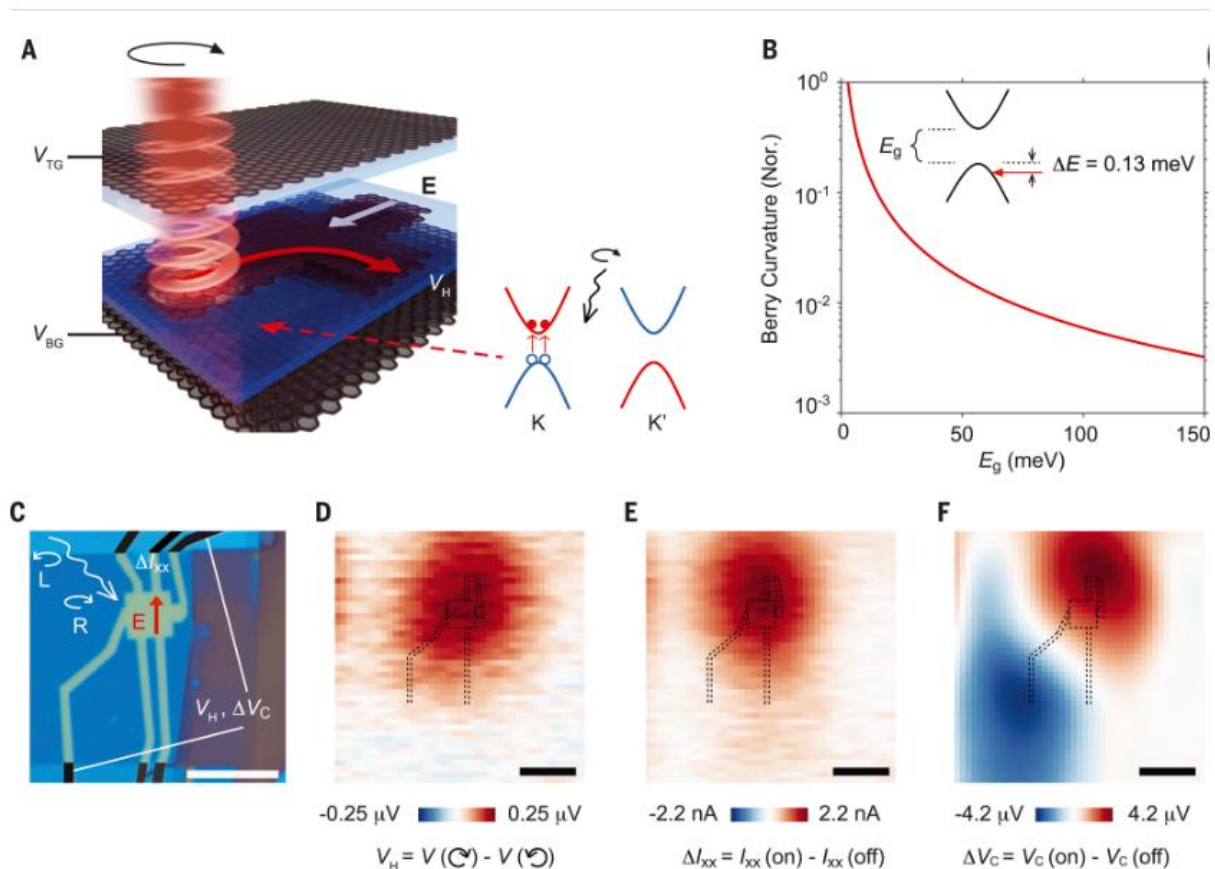 A
V_TG
E
V_H
V_BG
K
K'
B
Berry Curvature (Nor.)
10^0
10^-1
10^-2
10^-3
E_g
ΔE = 0.13 meV
0
50
100
150
E_g (meV)
C
L
R
ΔI_xx
E
V_H, ΔV_C
D
-0.25 μV
0.25 μV
V_H = V (↻) - V (↺)
E
-2.2 nA
2.2 nA
ΔI_xx = I_xx (on) - I_xx (off)
F
-4.2 μV
4.2 μV
ΔV_C = V_C (on) - V_C (off)